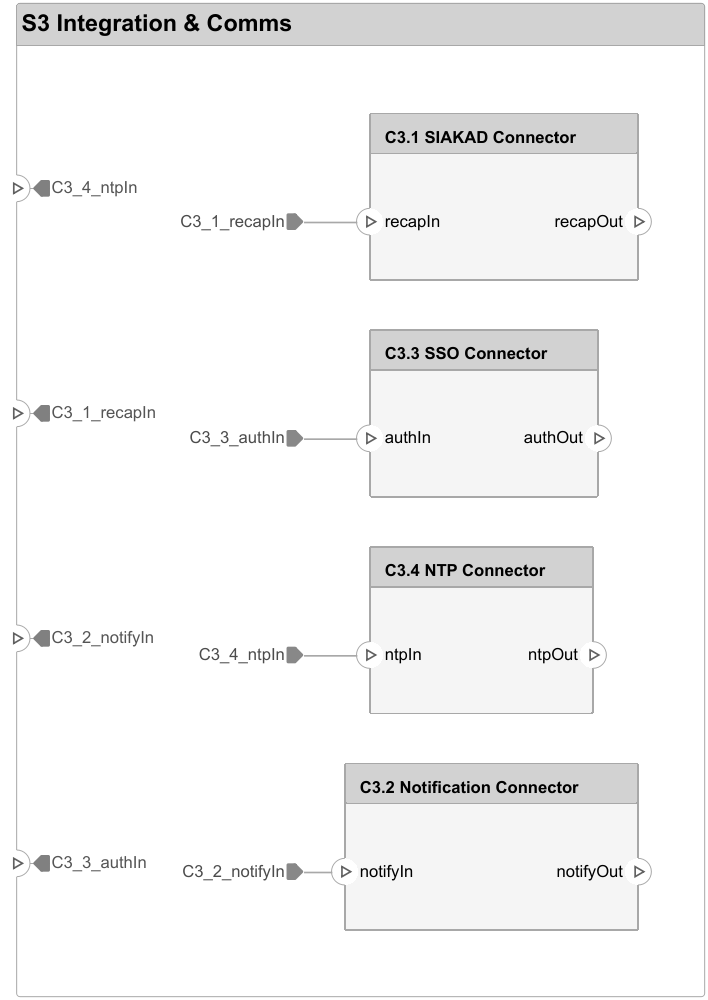 S3 Integration & Comms
C3.1 SIAKAD Connector
C3_4_ntpIn
C3_1_recapIn
recapIn
recapOut
C3.3 SSO Connector
C3_1_recapIn
C3_3_authIn
authIn
authOut
C3.4 NTP Connector
C3_2_notifyIn
C3_4_ntpIn
ntpIn
ntpOut
C3.2 Notification Connector
C3_3_authIn
C3_2_notifyIn
notifyIn
notifyOut